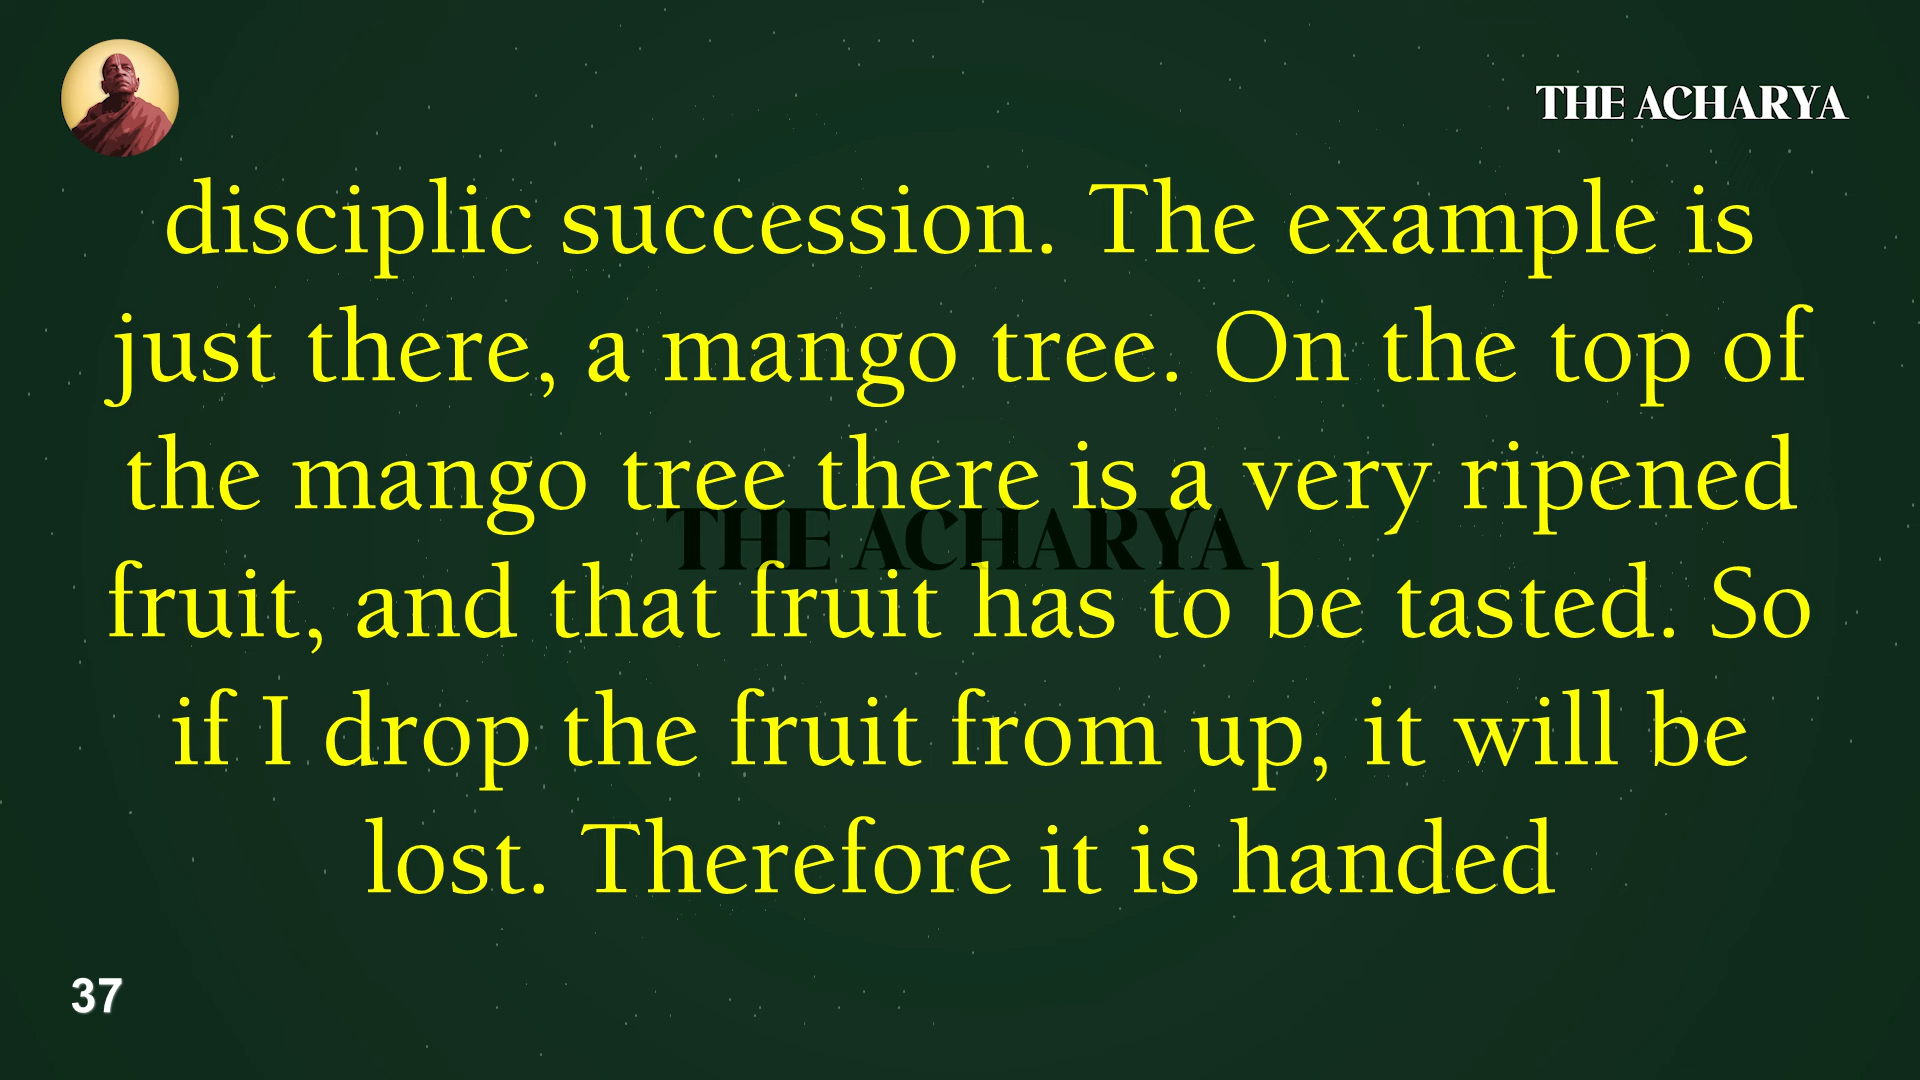 THE ACHARYA
disciplic succession. The example is
just there, a mango tree. On the top of
the mango tree there is a very ripened
THE ACHARYA
fruit, and that fruit has to be tasted. So
if I drop the fruit from up, it will be
lost. Therefore it is handed
37